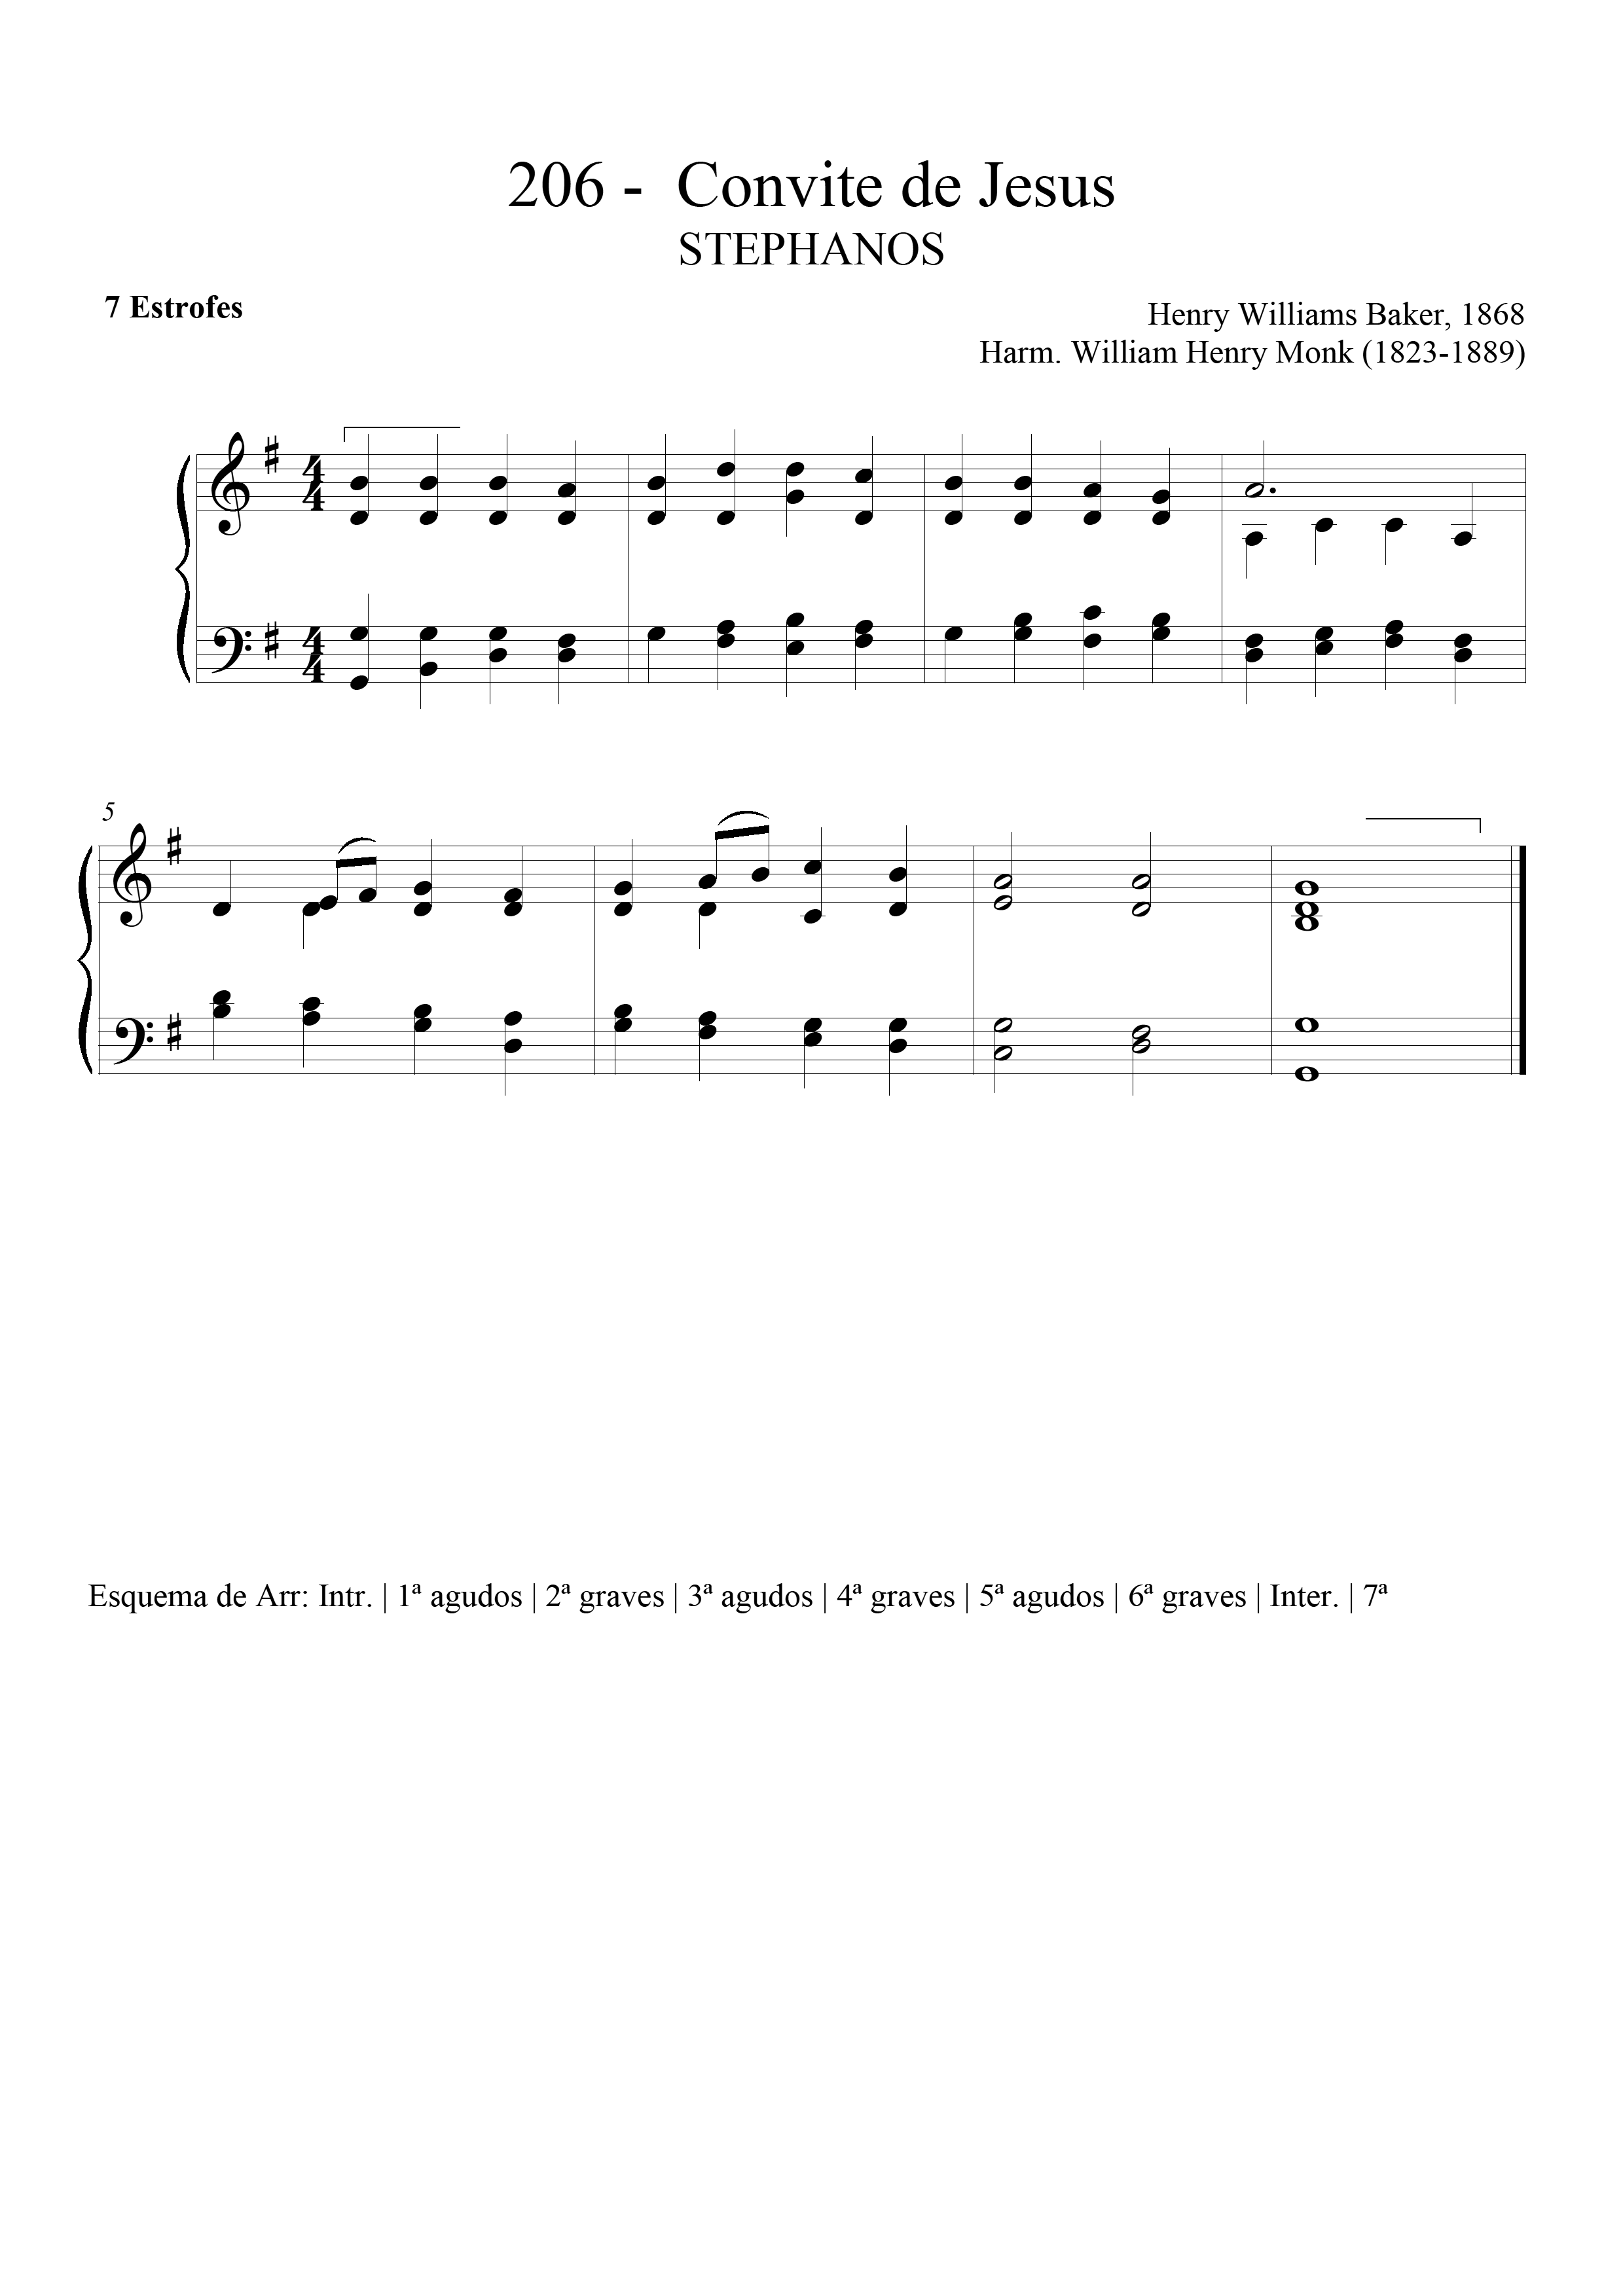 206 -  Convite de Jesus
STEPHANOS
7 Estrofes
Henry Williams Baker, 1868
Harm. William Henry Monk (1823-1889)
4
4
4
4
5
Esquema de Arr: Intr. | 1ª agudos | 2ª graves | 3ª agudos | 4ª graves | 5ª agudos | 6ª graves | Inter. | 7ª